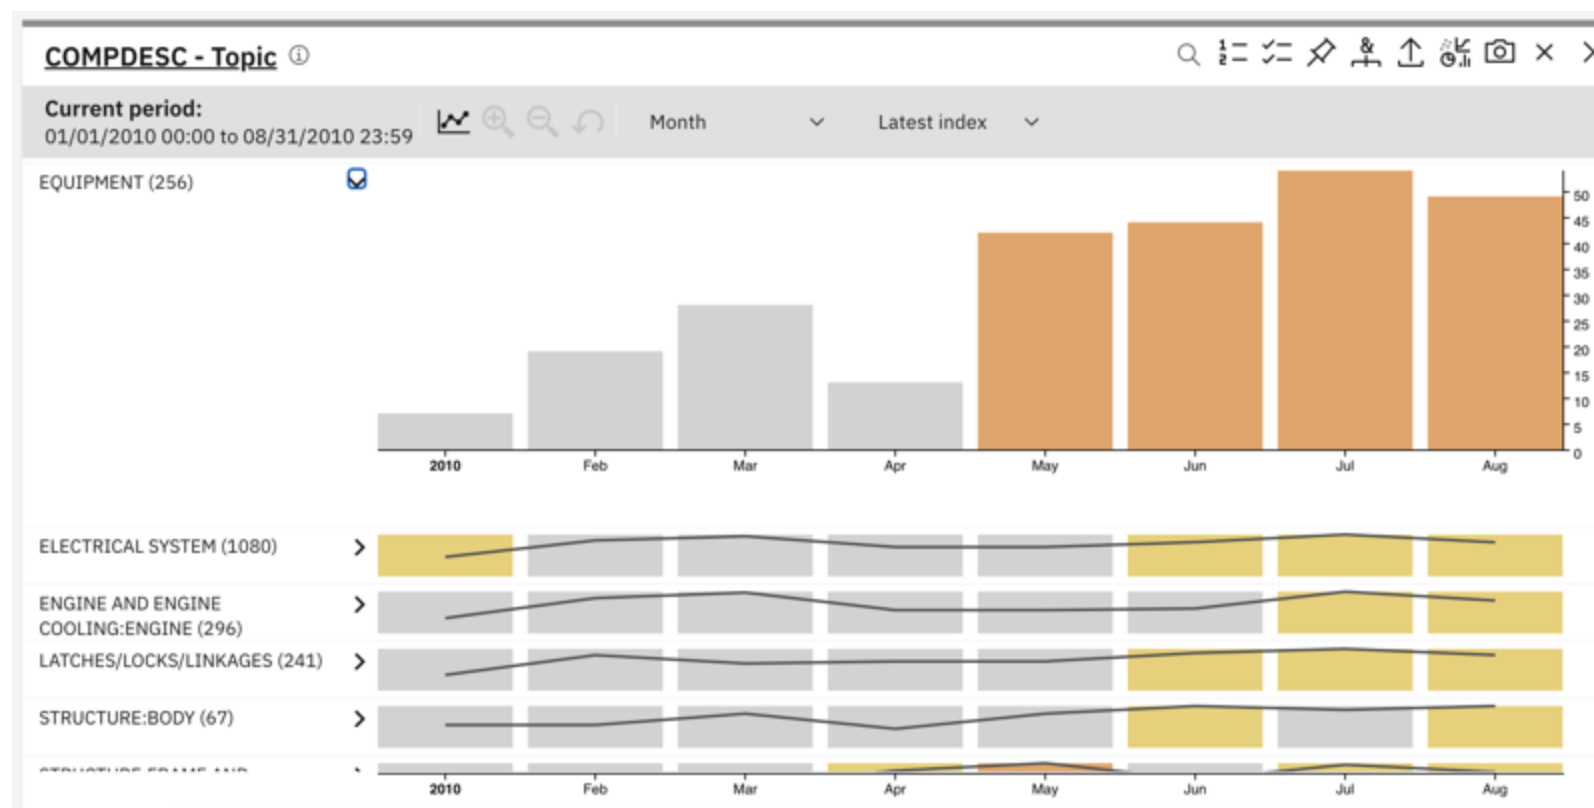 COMPDESC - Topic
Current period:
01/01/2010 00:00 to 08/31/2010 23:59
Month
Latest index
EQUIPMENT (256)
50
45
40
35
30
25
20
15
10
5
0
2010 Feb Mar Apr May Jun Jul Aug
ELECTRICAL SYSTEM (1080)
ENGINE AND ENGINE
COOLING:ENGINE (296)
LATCHES/LOCKS/LINKAGES (241)
STRUCTURE:BODY (67)
STRUCTURE:FRAME AND
2010 Feb Mar Apr May Jun Jul Aug